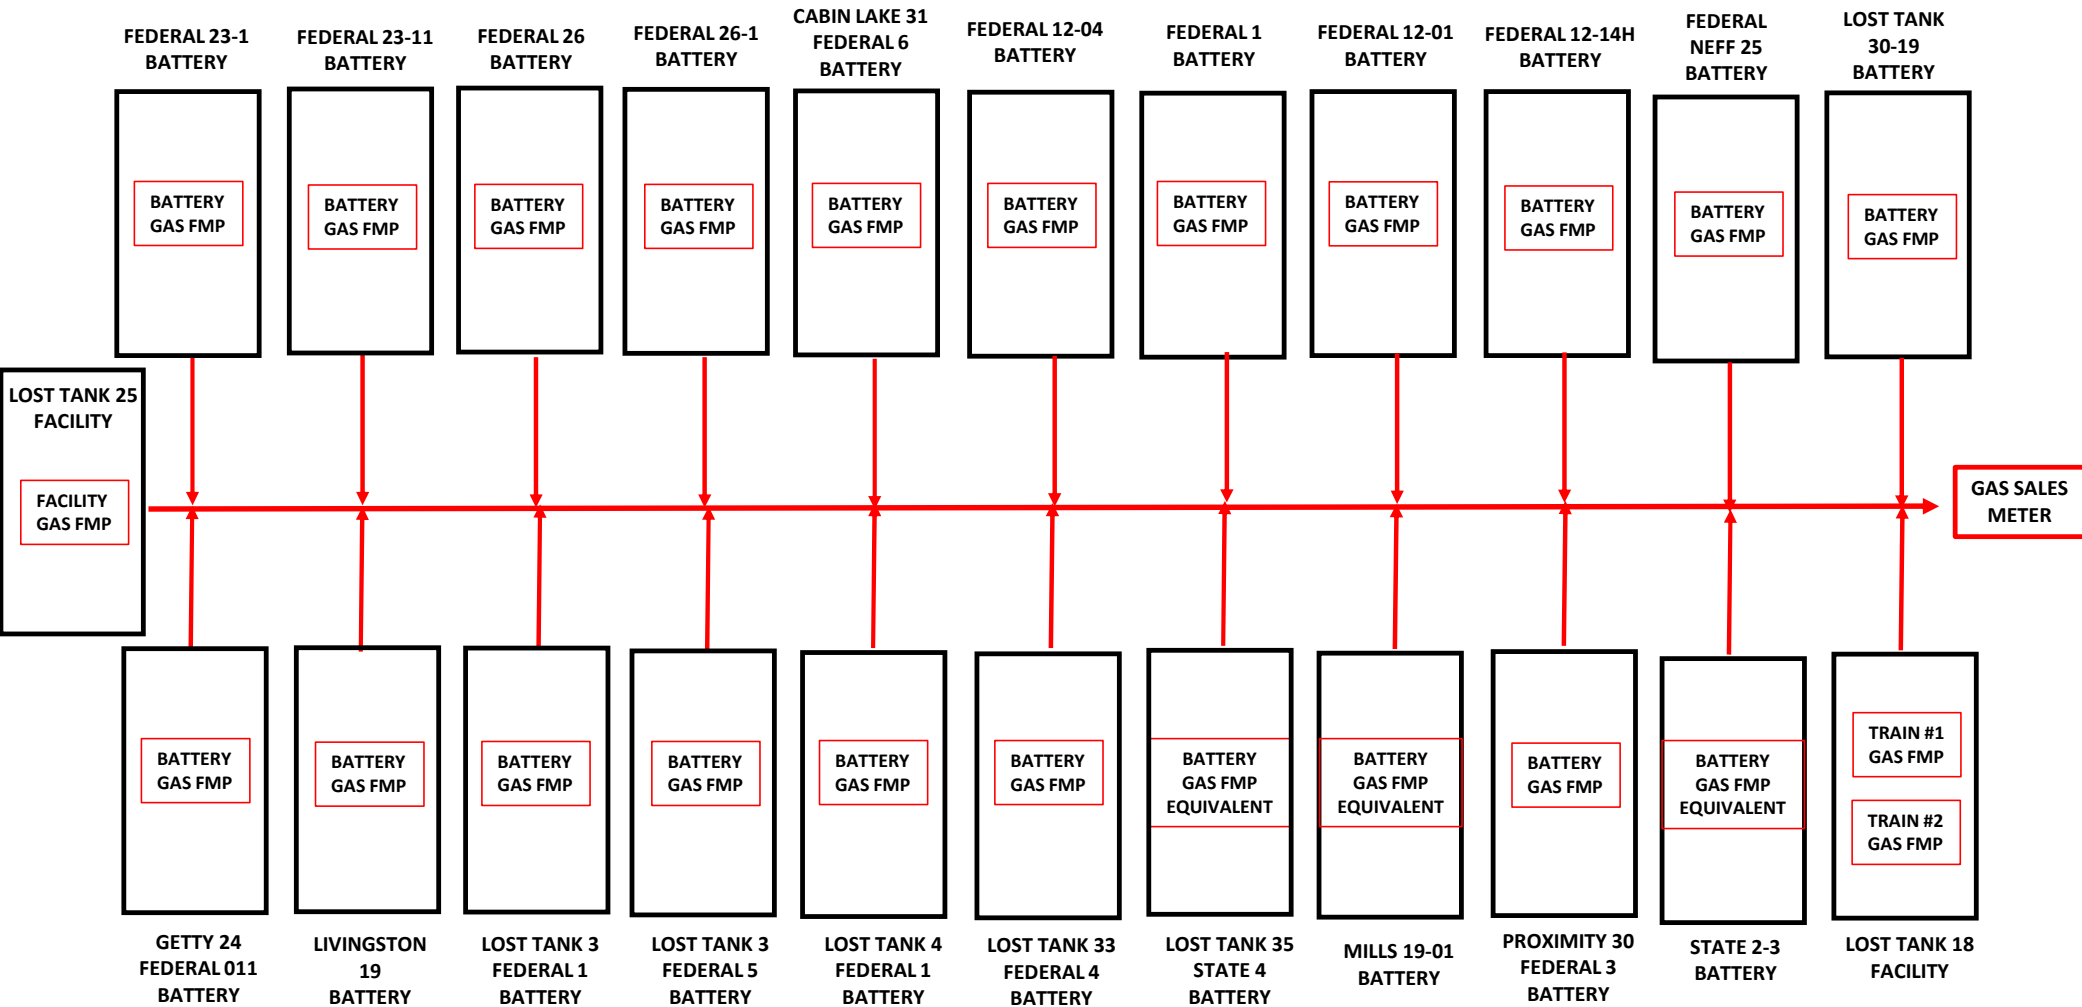 FEDERAL 23-1
BATTERY
FEDERAL 23-11
BATTERY
FEDERAL 26
BATTERY
FEDERAL 26-1
BATTERY
CABIN LAKE 31
FEDERAL 6
BATTERY
FEDERAL 12-04
BATTERY
FEDERAL 1
BATTERY
FEDERAL 12-01
BATTERY
FEDERAL 12-14H
BATTERY
FEDERAL
NEFF 25
BATTERY
LOST TANK
30-19
BATTERY
BATTERY
GAS FMP
BATTERY
GAS FMP
BATTERY
GAS FMP
BATTERY
GAS FMP
BATTERY
GAS FMP
BATTERY
GAS FMP
BATTERY
GAS FMP
BATTERY
GAS FMP
BATTERY
GAS FMP
BATTERY
GAS FMP
BATTERY
GAS FMP
LOST TANK 25
FACILITY
FACILITY
GAS FMP
GAS SALES
METER
BATTERY
GAS FMP
BATTERY
GAS FMP
BATTERY
GAS FMP
BATTERY
GAS FMP
BATTERY
GAS FMP
BATTERY
GAS FMP
BATTERY
GAS FMP
EQUIVALENT
BATTERY
GAS FMP
EQUIVALENT
BATTERY
GAS FMP
BATTERY
GAS FMP
EQUIVALENT
TRAIN #1
GAS FMP
TRAIN #2
GAS FMP
GETTY 24
FEDERAL 011
BATTERY
LIVINGSTON
19
BATTERY
LOST TANK 3
FEDERAL 1
BATTERY
LOST TANK 3
FEDERAL 5
BATTERY
LOST TANK 4
FEDERAL 1
BATTERY
LOST TANK 33
FEDERAL 4
BATTERY
LOST TANK 35
STATE 4
BATTERY
MILLS 19-01
BATTERY
PROXIMITY 30
FEDERAL 3
BATTERY
STATE 2-3
BATTERY
LOST TANK 18
FACILITY